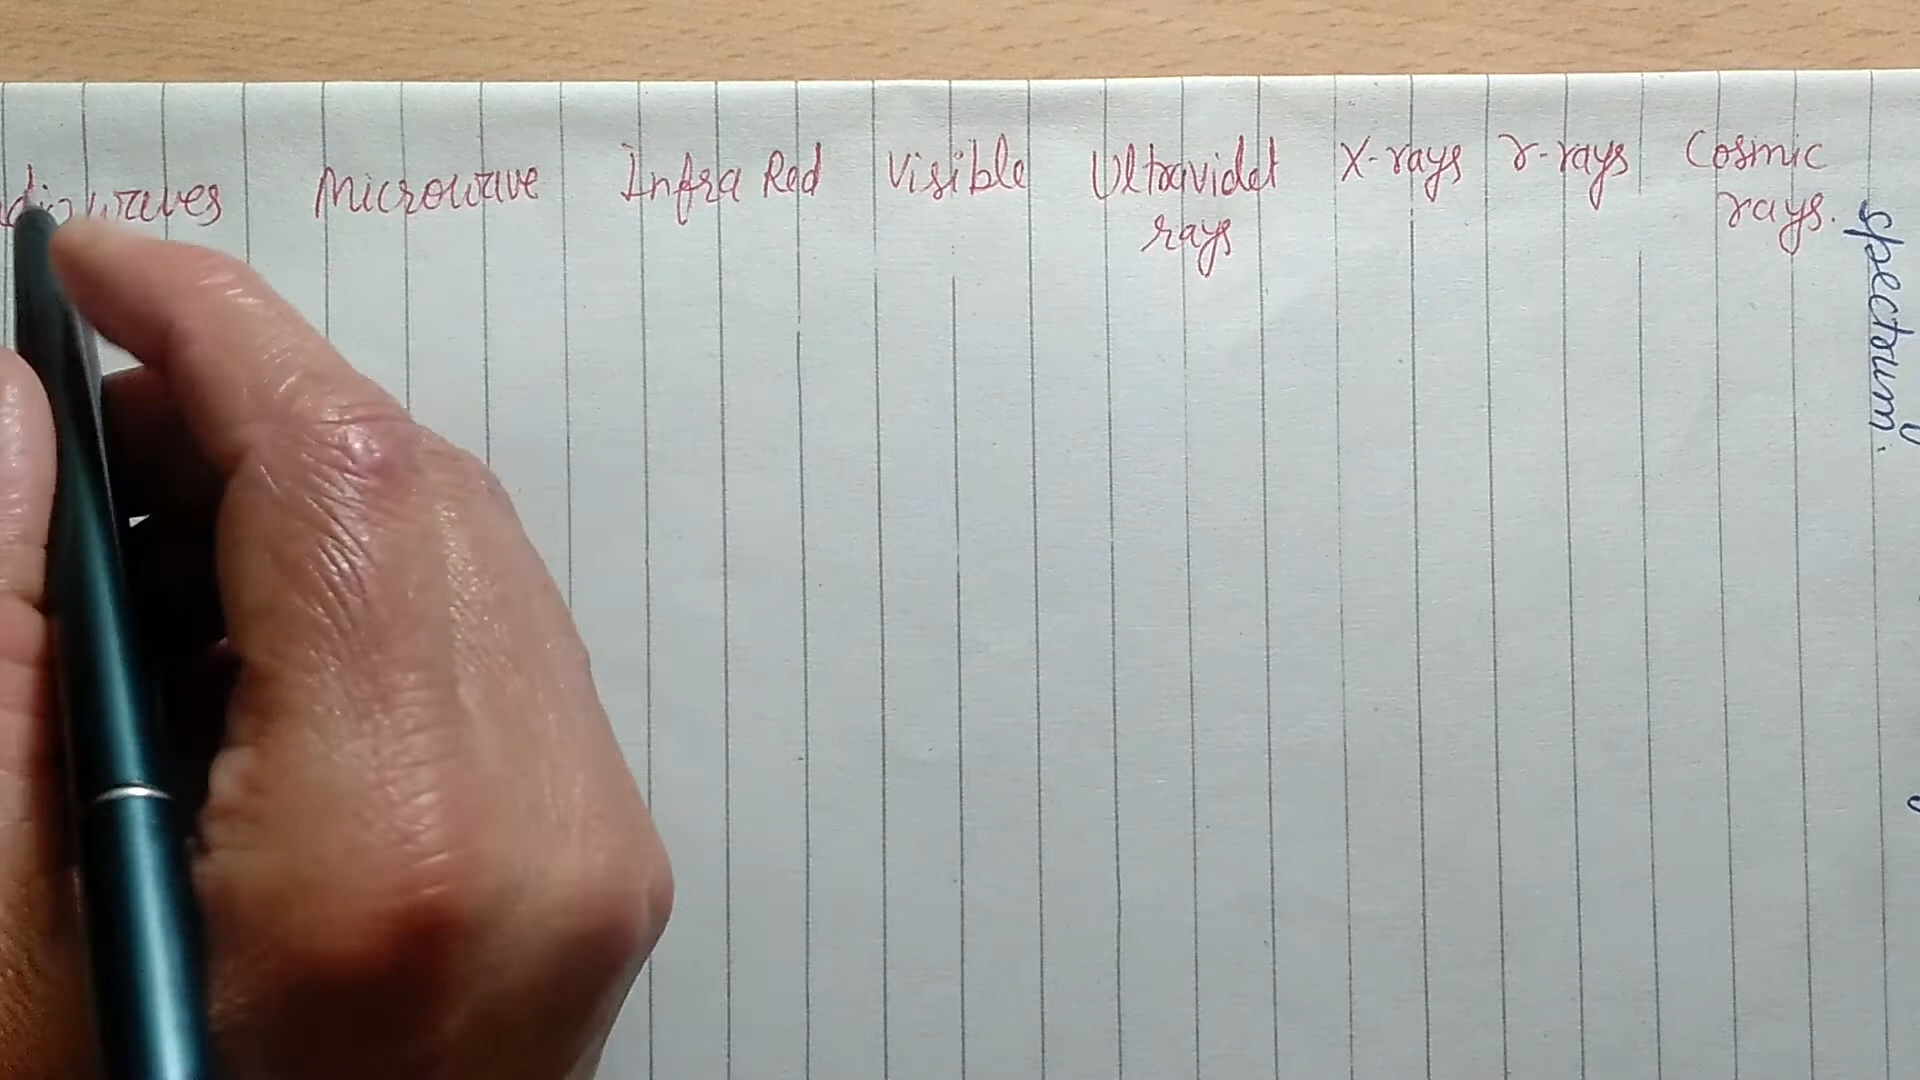 Microwave Infra Red Visible Ultraviolet X-rays γ-rays Cosmic
rays rays.
spectrum.